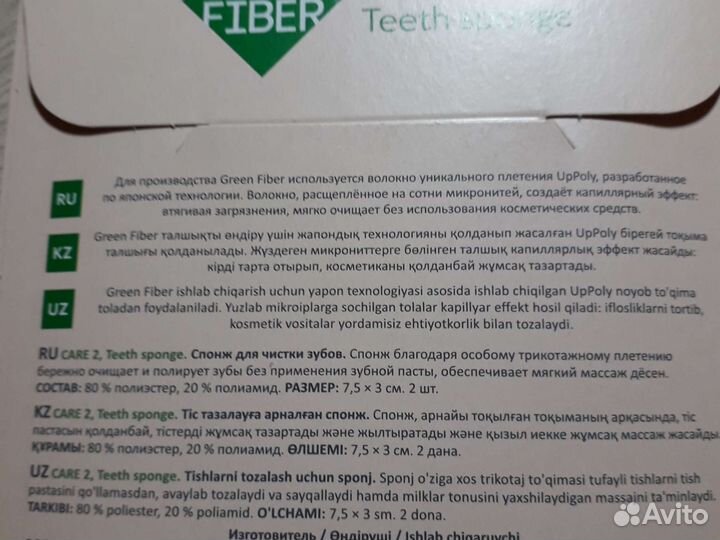 FIBER
Teeth sponge
RU
Для производства Green Fiber используется волокно уникального плетения UpPoly, разработанное
по японской технологии. Волокно, расщеплённое на сотни микронитей, создаёт капиллярный эффект:
втягивая загрязнения, мягко очищает без использования косметических средств.
KZ
Green Fiber талшықты өндіру үшін жапондық технологияны қолданып жасалған UpPoly бірегей тоқыма
талшығы қолданылады. Жүздеген микрониттерге бөлінген талшық капиллярлық эффект жасайды:
кірді тарта отырып, косметиканы қолданбай жұмсақ тазартады.
UZ
Green Fiber ishlab chiqarish uchun yapon texnologiyasi asosida ishlab chiqilgan UpPoly noyob to'qima
toladan foydalaniladi. Yuzlab mikroiplarga sochilgan tolalar kapillyar effekt hosil qiladi: iflosliklarni tortib,
kosmetik vositalar yordamisiz ehtiyotkorlik bilan tozalaydi.
RU CARE 2, Teeth sponge. Спонж для чистки зубов. Спонж благодаря особому трикотажному плетению
бережно очищает и полирует зубы без применения зубной пасты, обеспечивает мягкий массаж дёсен.
СОСТАВ: 80 % полиэстер, 20 % полиамид. РАЗМЕР: 7,5 × 3 см. 2 шт.
KZ CARE 2, Teeth sponge. Тіс тазалауға арналған спонж. Спонж, арнайы тоқылған тоқыманың арқасында, тіс
пастасын қолданбай, тістерді жұмсақ тазартады және жылтыратады және қызыл иекке жұмсақ массаж жасайды.
ҚҰРАМЫ: 80 % полиэстер, 20 % полиамид. ӨЛШЕМІ: 7,5 × 3 см. 2 дана.
UZ CARE 2, Teeth sponge. Tishlarni tozalash uchun sponj. Sponj o'ziga xos trikotaj to'qimasi tufayli tishlarni tish
pastasini qo'llamasdan, avaylab tozalaydi va sayqallaydi hamda milklar tonusini yaxshilaydigan massaini ta'minlaydi.
TARKIBI: 80 % poliester, 20 % poliamid. O'LCHAMI: 7,5 × 3 sm. 2 dona.
Изготовитель / Өндіруші / Ishlab chiqaruvchi
Avito